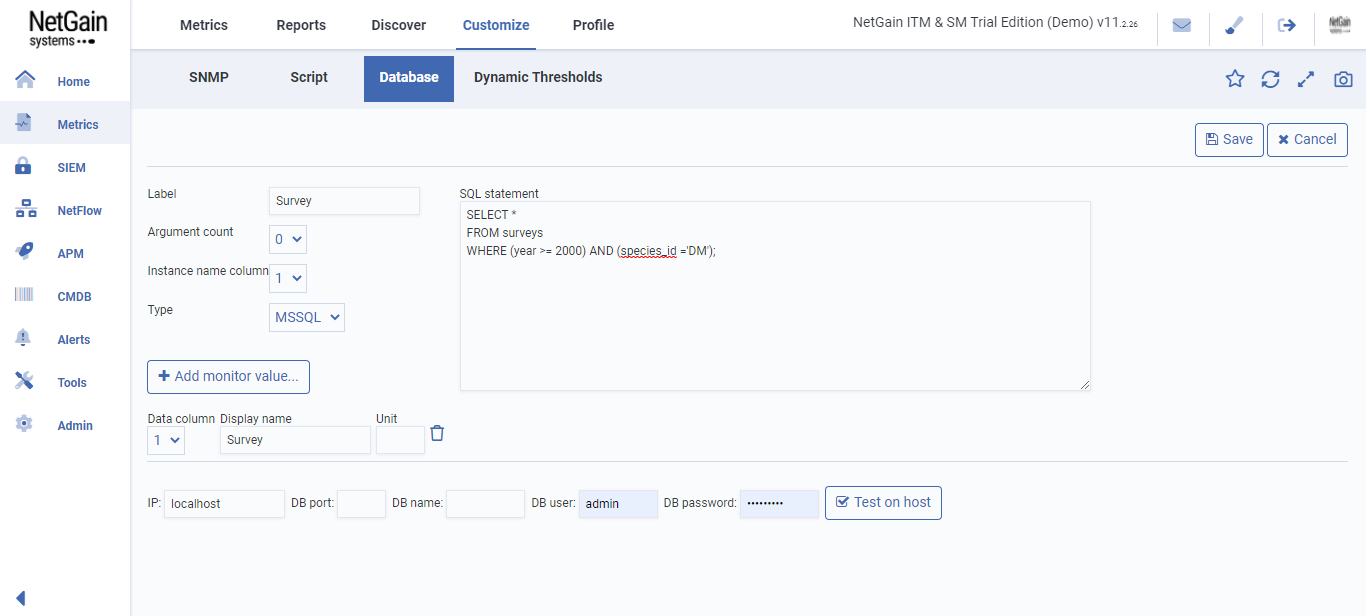 NetGain
systems
Metrics Reports Discover Customize Profile
NetGain ITM & SM Trial Edition (Demo) v11.2.26
NetGain
systems
Home
Metrics
SIEM
NetFlow
APM
CMDB
Alerts
Tools
Admin
SNMP Script Database Dynamic Thresholds
Save Cancel
Label Survey
Argument count 0
Instance name column 1
Type MSSQL
SQL statement
SELECT *
FROM surveys
WHERE (year >= 2000) AND (species_id ='DM');
Add monitor value...
Data column Display name Unit
1 Survey
IP: localhost DB port: DB name: DB user: admin DB password: ········· Test on host